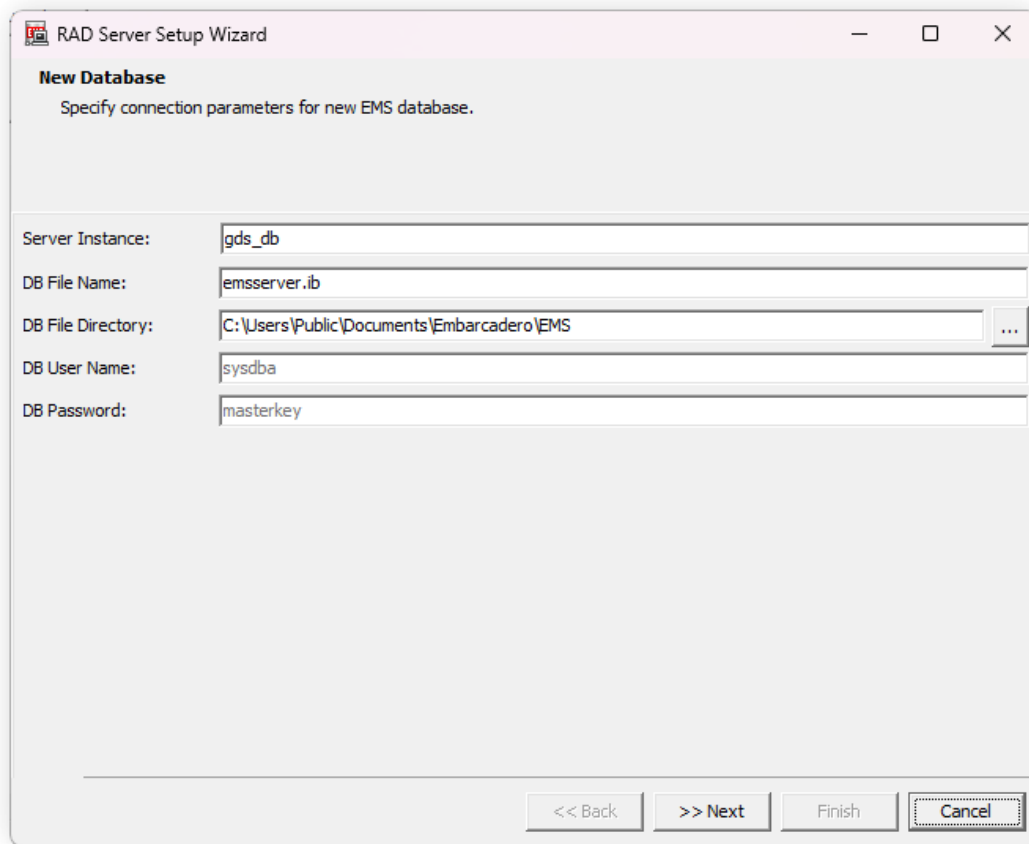 RAD Server Setup Wizard
New Database
Specify connection parameters for new EMS database.
Server Instance: gds_db
DB File Name: emsserver.ib
DB File Directory: C:\Users\Public\Documents\Embarcadero\EMS ...
DB User Name: sysdba
DB Password: masterkey
<< Back >> Next Finish Cancel